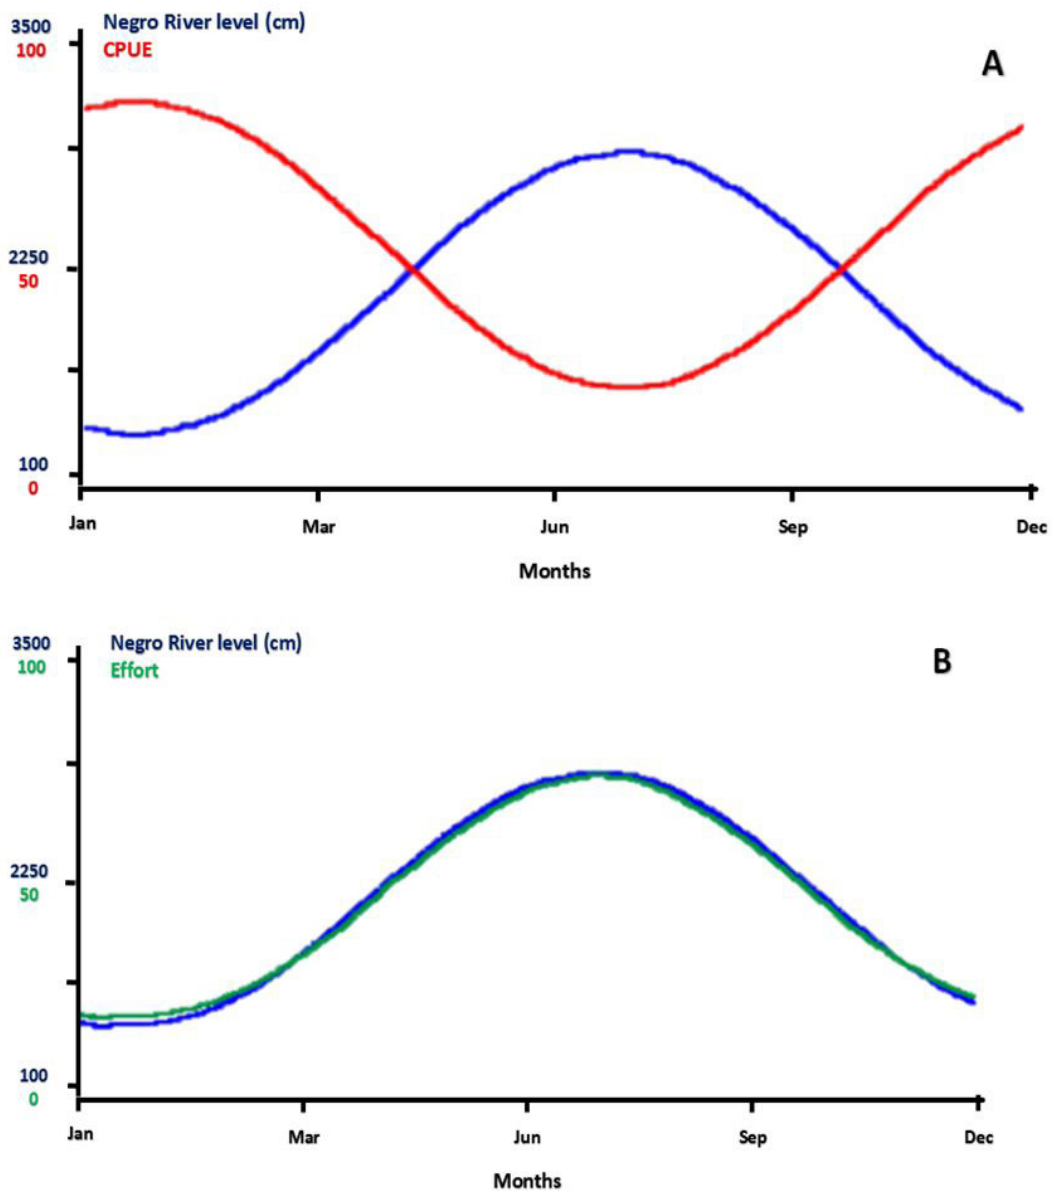 3500
100
Negro River level (cm)
CPUE
A
2250
50
100
0
Jan Mar Jun Sep Dec
Months
3500
100
Negro River level (cm)
Effort
B
2250
50
100
0
Jan Mar Jun Sep Dec
Months